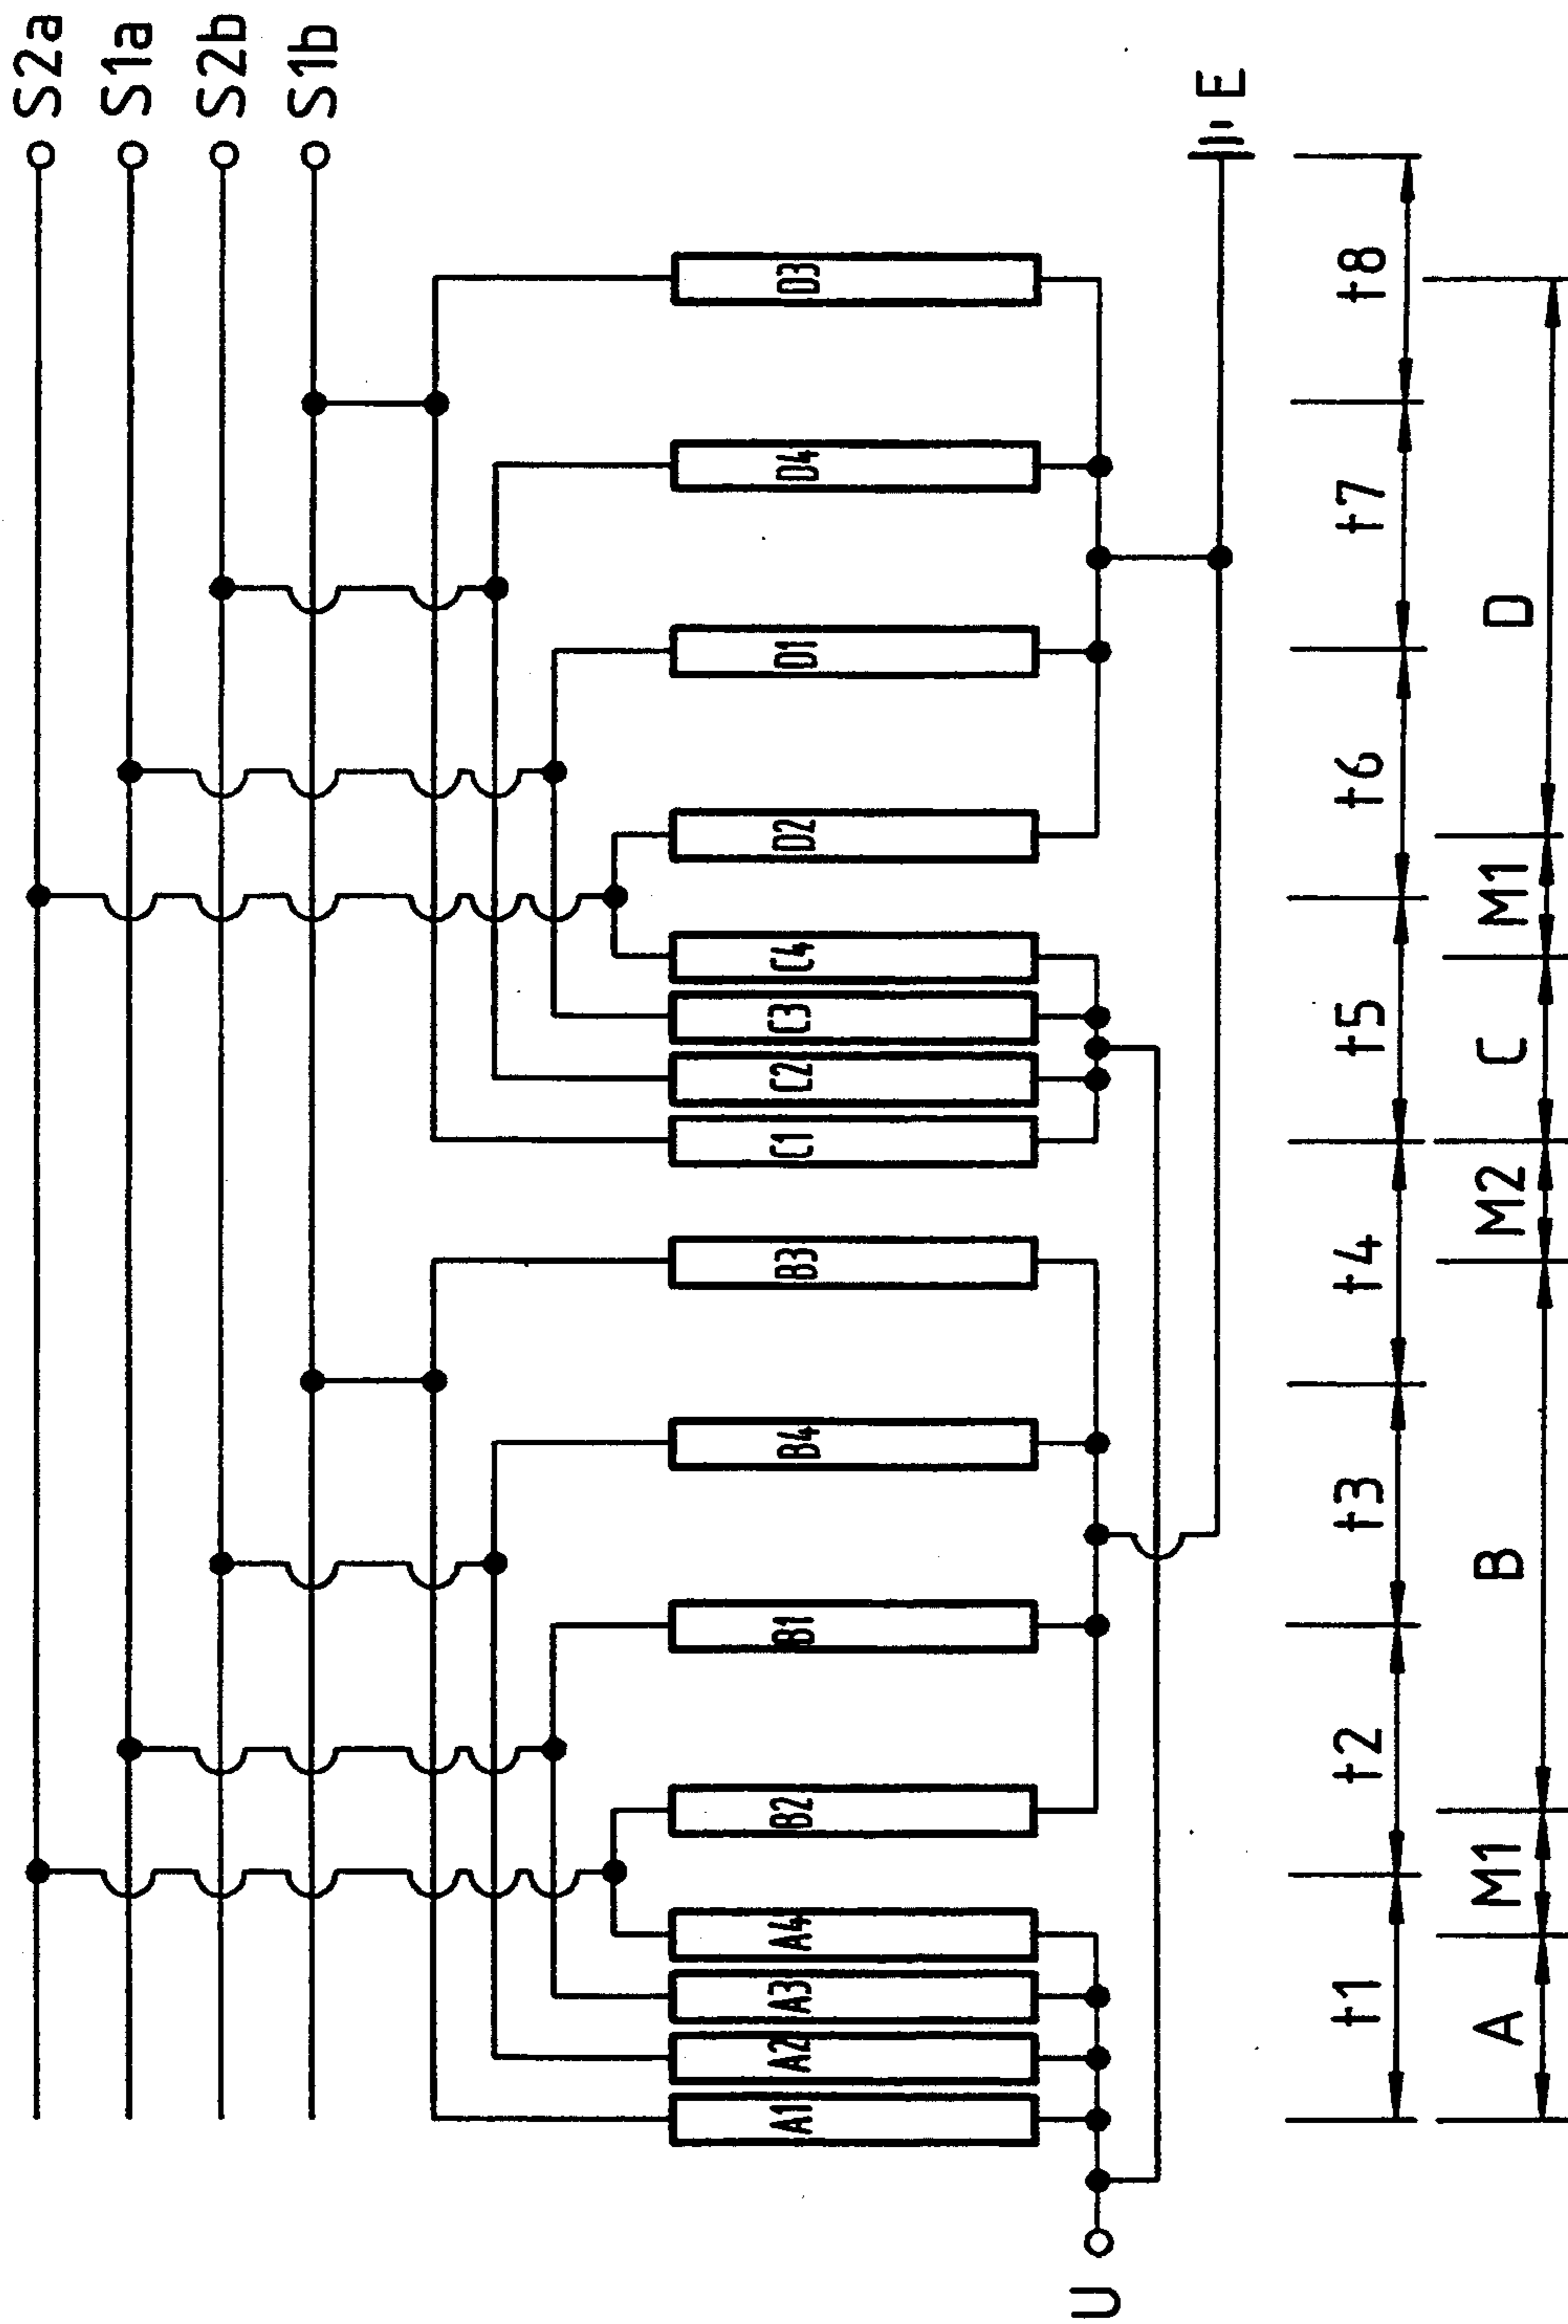 S2a
S1a
S2b
S1b
A1 A2 A3 A4 B2 B1 B4 B3 C1 C2 C3 C4 D2 D1 D4 D3
U
E
t1 t2 t3 t4 t5 t6 t7 t8
A M1 B M2 C M1 D